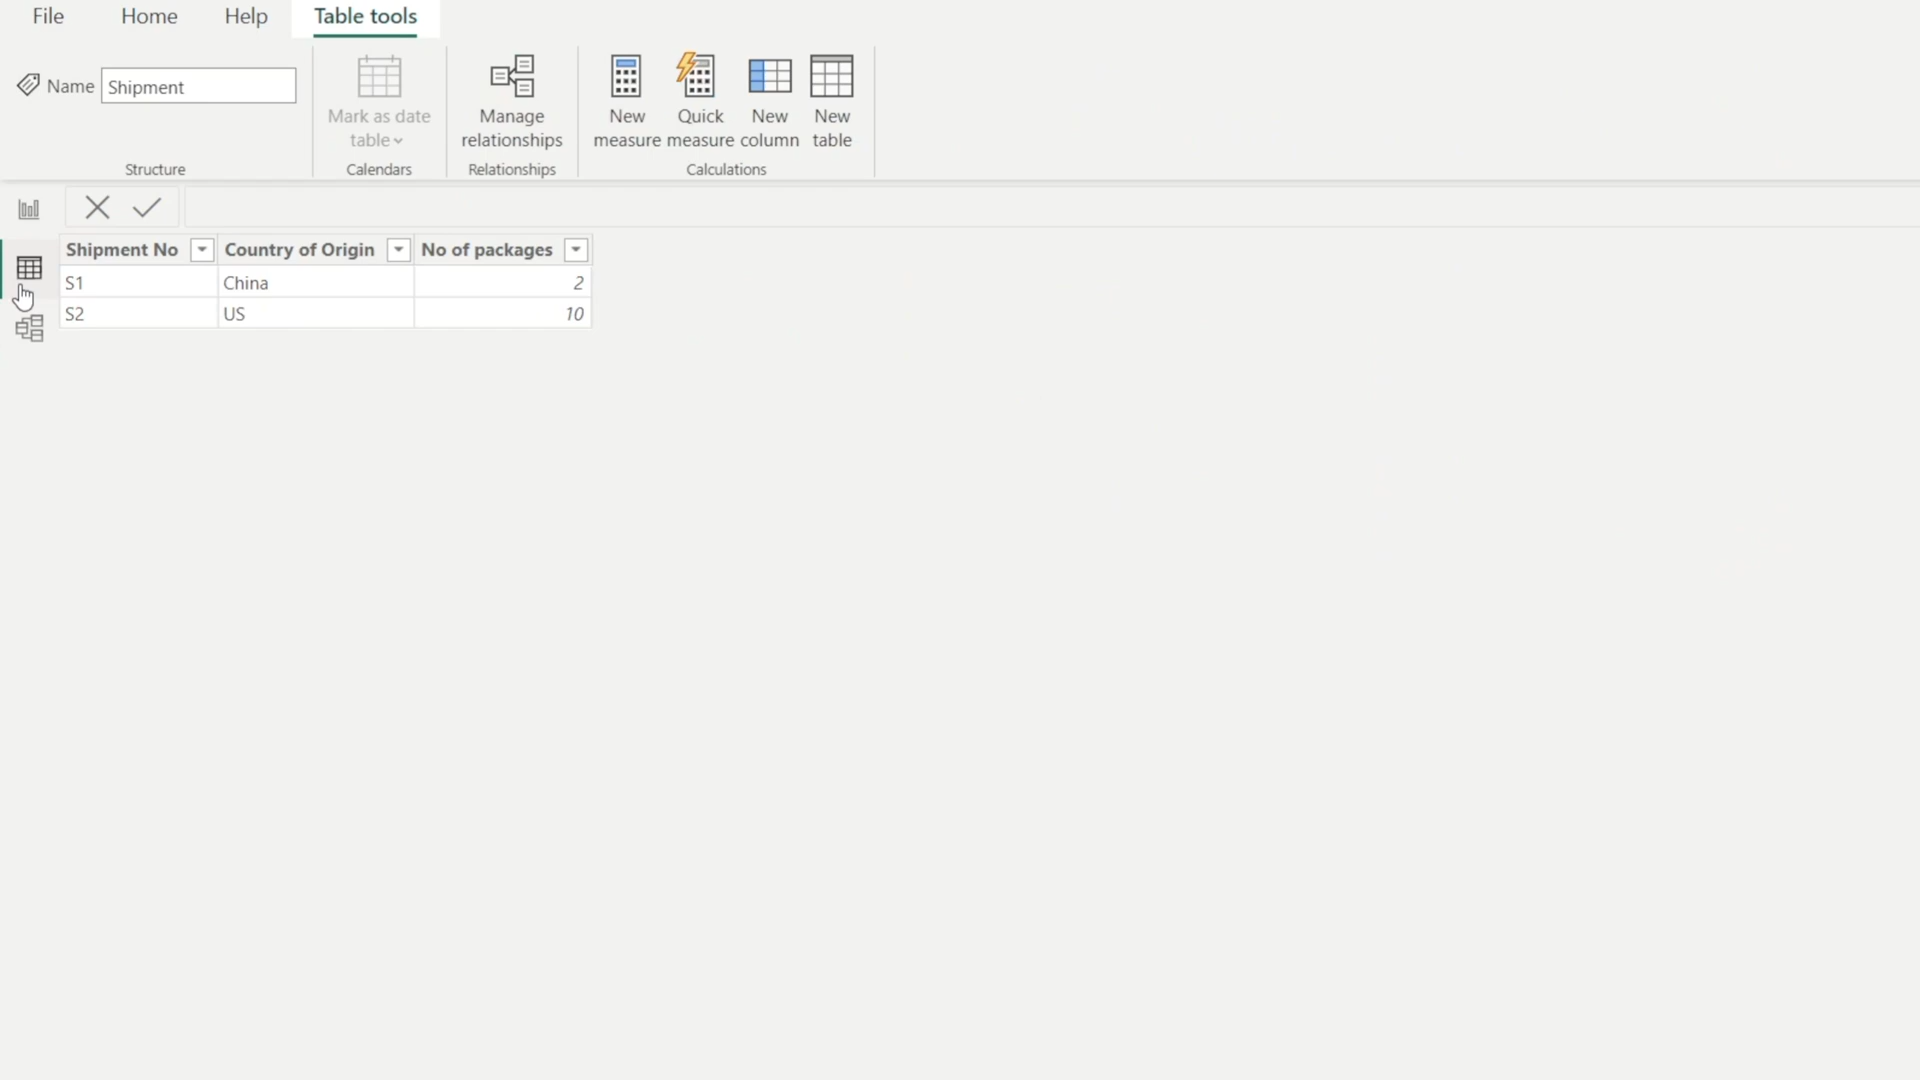 File Home Help Table tools
Name Shipment
Mark as date
table
Manage
relationships
New
measure
Quick
measure
New
column
New
table
Structure Calendars Relationships Calculations
Shipment No Country of Origin No of packages
S1 China 2
S2 US 10